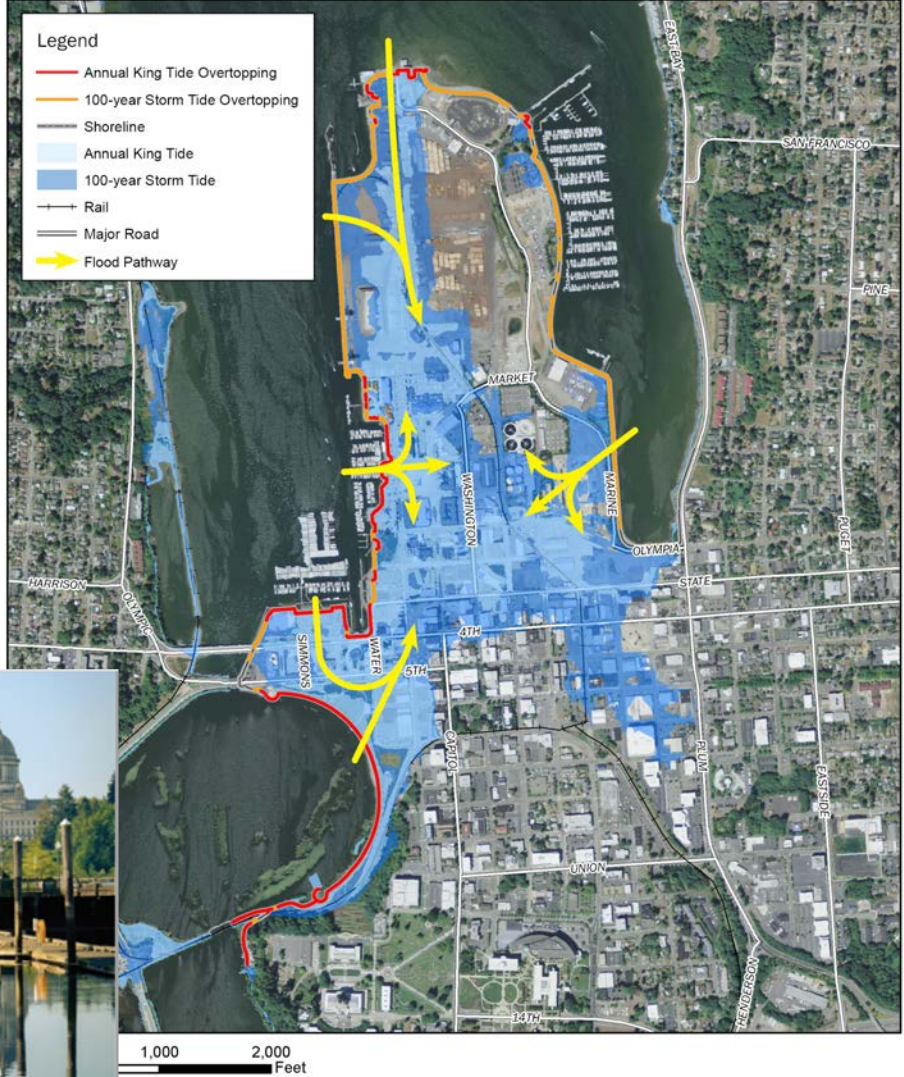 Legend
Annual King Tide Overtopping
100-year Storm Tide Overtopping
Shoreline
Annual King Tide
100-year Storm Tide
Rail
Major Road
Flood Pathway
EAST BAY
SAN FRANCISCO
PINE
MARKET
WASHINGTON
MARINE
OLYMPIA
PUGET
HARRISON
OLYMPIC
STATE
4TH
SIMMONS
WATER
5TH
CAPITOL
PLUM
EASTSIDE
UNION
HENDERSON
14TH
1,000 2,000
Feet